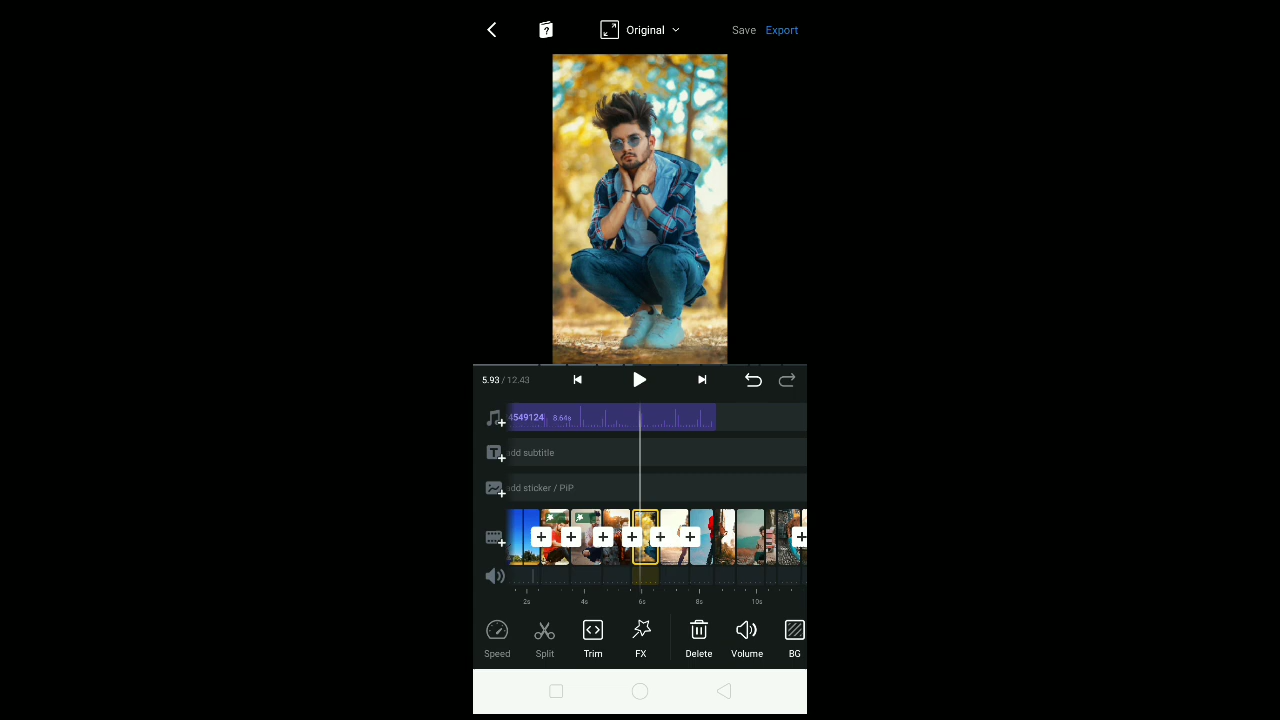 Original Save Export
5.93 / 12.43
4549124 8.64s
add subtitle
add sticker / PiP
2s 4s 6s 8s 10s
Speed Split Trim FX Delete Volume BG